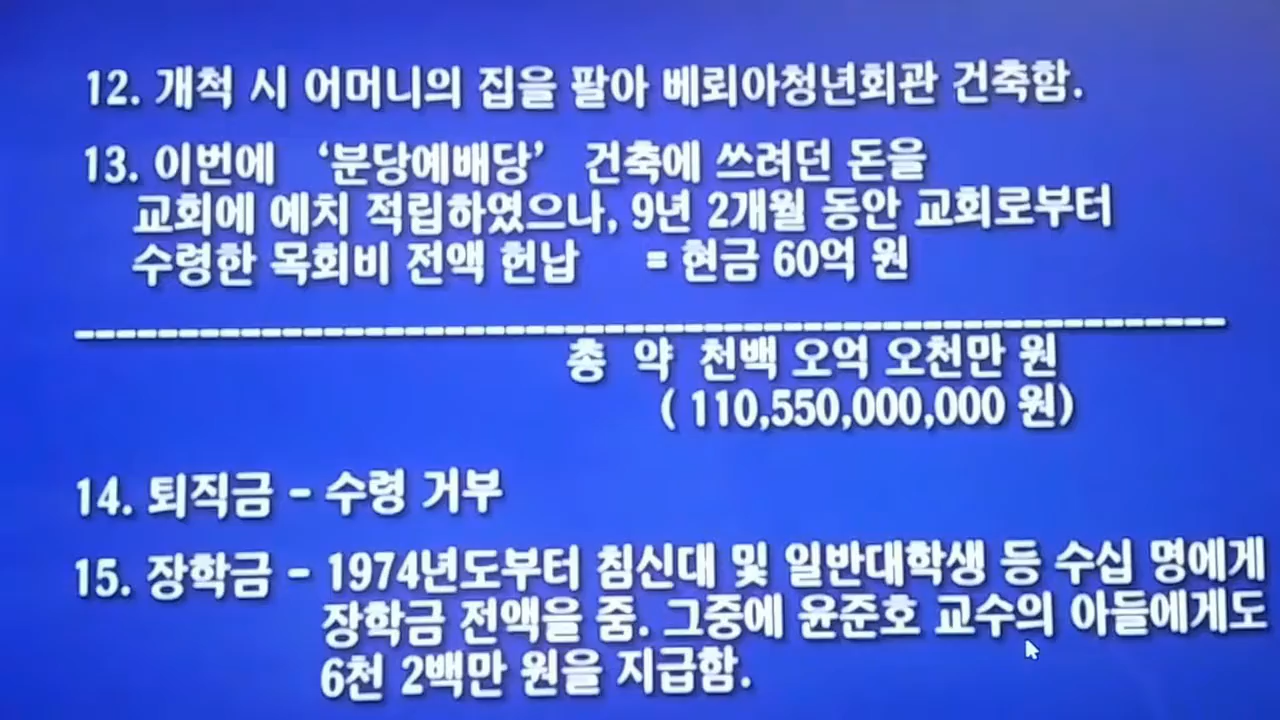 12. 개척 시 어머니의 집을 팔아 베뢰아청년회관 건축함.
13. 이번에 ‘분당예배당’ 건축에 쓰려던 돈을
교회에 예치 적립하였으나, 9년 2개월 동안 교회로부터
수령한 목회비 전액 헌납 = 현금 60억 원
총 약 천백 오억 오천만 원
( 110,550,000,000 원)
14. 퇴직금 - 수령 거부
15. 장학금 - 1974년도부터 침신대 및 일반대학생 등 수십 명에게
장학금 전액을 줌. 그중에 윤준호 교수의 아들에게도
6천 2백만 원을 지급함.